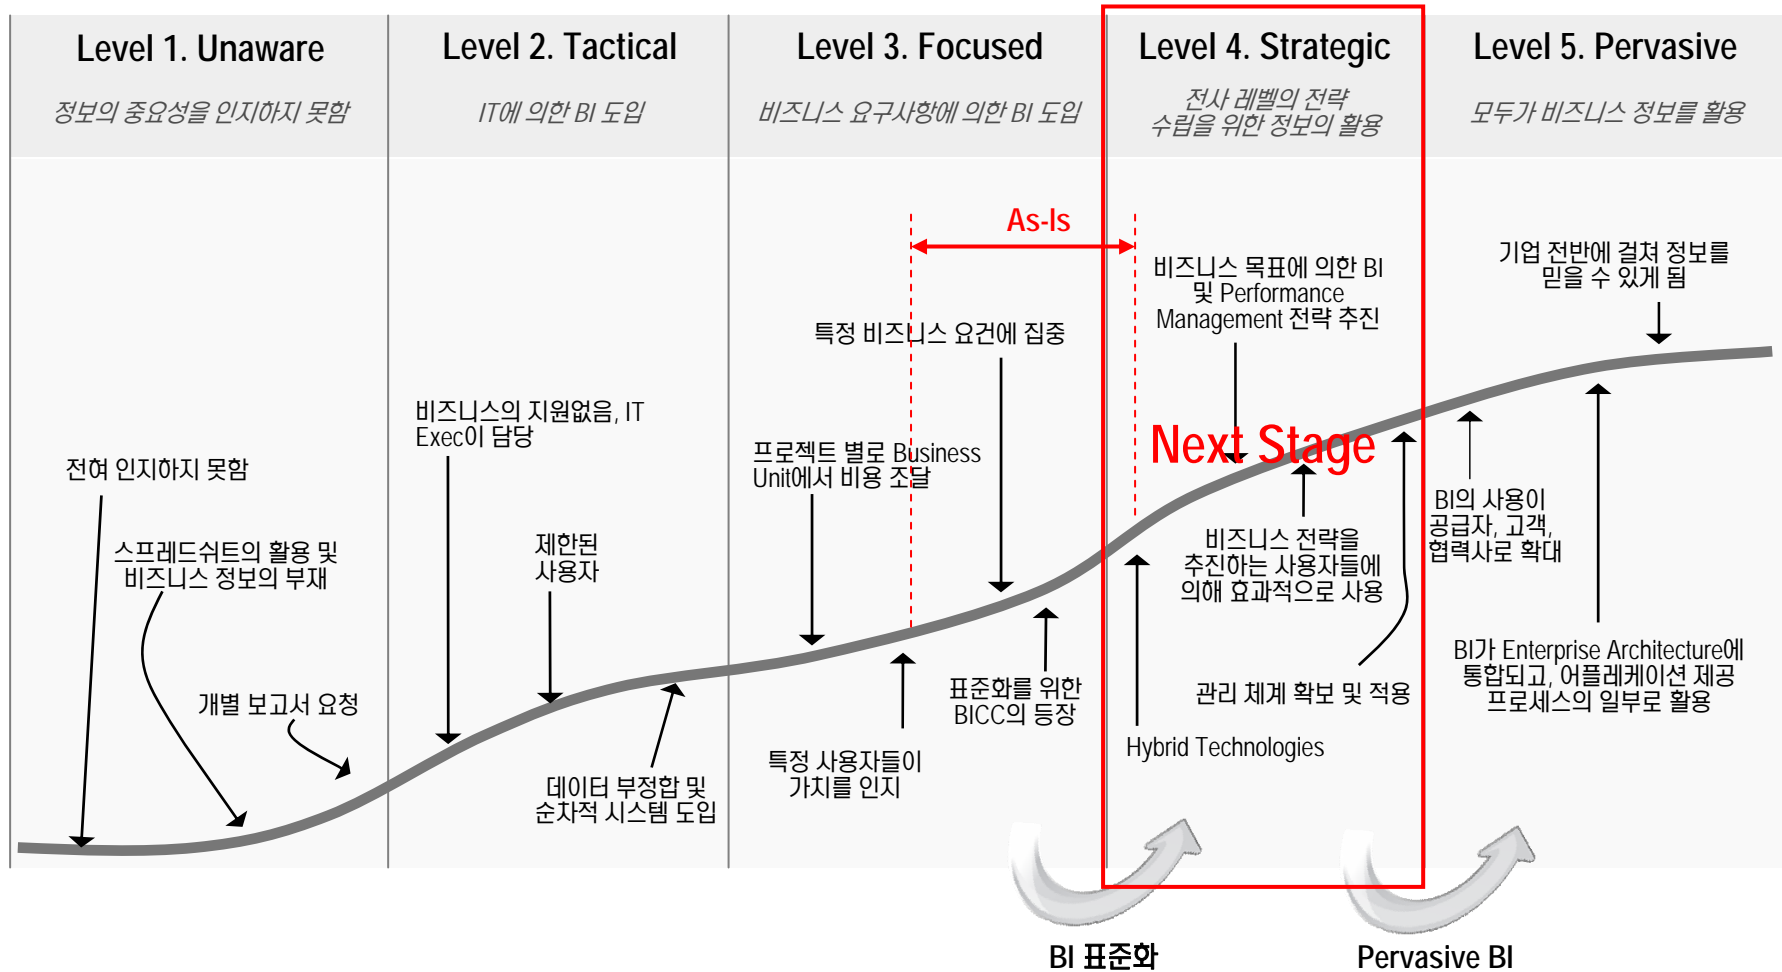 Level 1. Unaware
정보의 중요성을 인지하지 못함
Level 2. Tactical
IT에 의한 BI 도입
Level 3. Focused
비즈니스 요구사항에 의한 BI 도입
Level 4. Strategic
전사 레벨의 전략
수립을 위한 정보의 활용
Level 5. Pervasive
모두가 비즈니스 정보를 활용
전혀 인지하지 못함
스프레드쉬트의 활용 및
비즈니스 정보의 부재
개별 보고서 요청
비즈니스의 지원없음, IT
Exec이 담당
제한된
사용자
데이터 부정합 및
순차적 시스템 도입
As-Is
특정 비즈니스 요건에 집중
프로젝트 별로 Business
Unit에서 비용 조달
특정 사용자들이
가치를 인지
표준화를 위한
BICC의 등장
비즈니스 목표에 의한 BI
및 Performance
Management 전략 추진
Next Stage
비즈니스 전략을
추진하는 사용자들에
의해 효과적으로 사용
관리 체계 확보 및 적용
Hybrid Technologies
기업 전반에 걸쳐 정보를
믿을 수 있게 됨
BI의 사용이
공급자, 고객,
협력사로 확대
BI가 Enterprise Architecture에
통합되고, 어플레케이션 제공
프로세스의 일부로 활용
BI 표준화
Pervasive BI